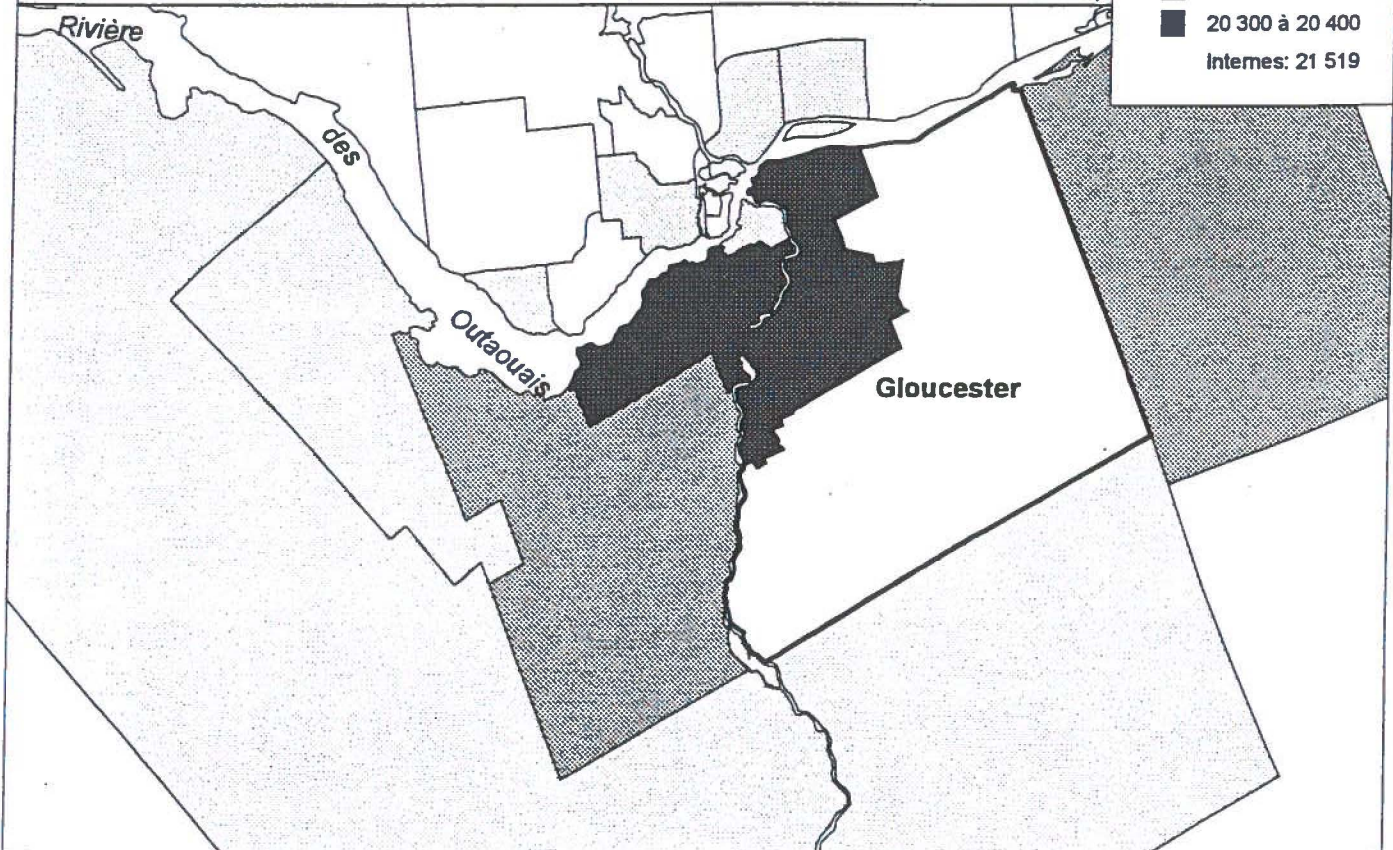 20 300 à 20 400
Internes: 21 519
Rivière
des
Outaouais
Gloucester